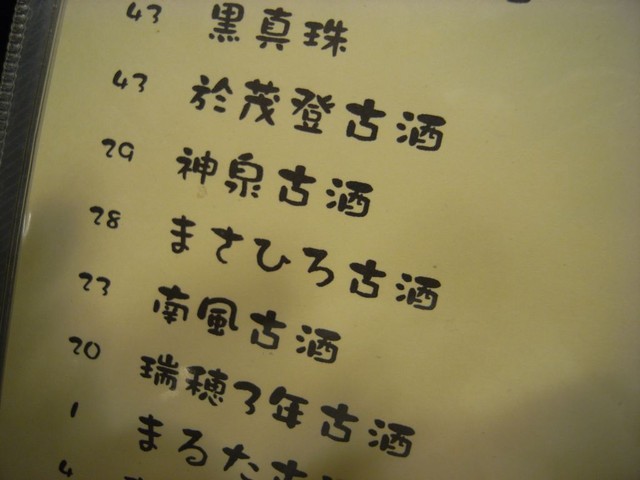 43 黒真珠
43 於茂登古酒
29 神泉古酒
28 まさひろ古酒
23 南風古酒
20 瑞穂3年古酒
1 まるた
4